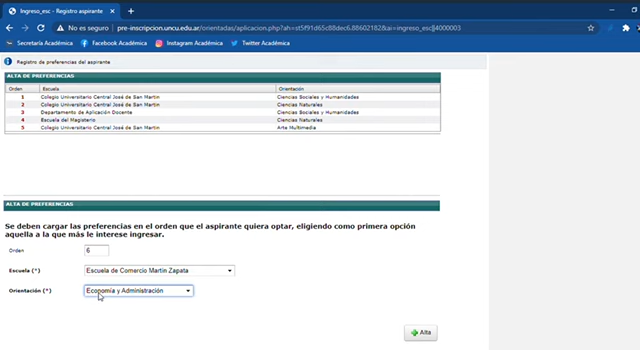 Ingreso_esc - Registro aspirante
No es seguro | pre-inscripcion.uncu.edu.ar/orientadas/aplicacion.php?ah=st5f91d65c88dec6.88602182&ai=ingreso_esc||4000003
Secretaría Académica Facebook Académica Instagram Académica Twitter Académica
Registro de preferencias del aspirante
ALTA DE PREFERENCIAS
Orden Escuela Orientación
1 Colegio Universitario Central José de San Martín Ciencias Sociales y Humanidades
2 Colegio Universitario Central José de San Martín Ciencias Naturales
3 Departamento de Aplicación Docente Ciencias Sociales y Humanidades
4 Escuela del Magisterio Ciencias Naturales
5 Colegio Universitario Central José de San Martín Arte Multimedia
ALTA DE PREFERENCIAS
Se deben cargar las preferencias en el orden que el aspirante quiera optar, eligiendo como primera opción
aquella a la que más le interese ingresar.
Orden 6
Escuela (*) Escuela de Comercio Martín Zapata
Orientación (*) Economía y Administración
Alta